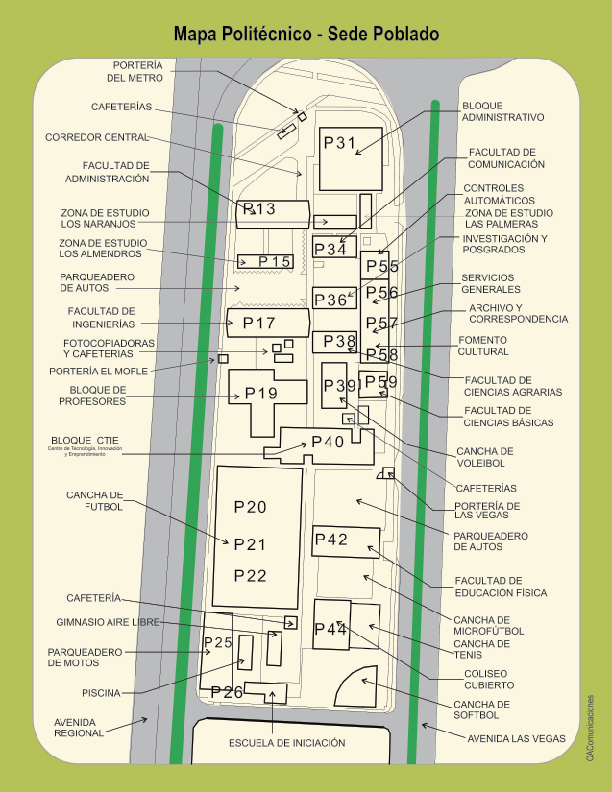 Mapa Politécnico - Sede Poblado
PORTERÍA
DEL METRO
CAFETERÍAS
CORREDOR CENTRAL
FACULTAD DE
ADMINISTRACIÓN
ZONA DE ESTUDIO
LOS NARANJOS
ZONA DE ESTUDIO
LOS ALMENDROS
PARQUEADERO
DE AUTOS
FACULTAD DE
INGENIERÍAS
FOTOCOFIADORAS
Y CAFETERIAS
PORTERÍA EL MOFLE
BLOQUE DE
PROFESORES
BLOQUE CTIE
Centro de Tecnología, Innovación
y Emprendimiento
CANCHA DE
FUTBOL
CAFETERÍA
GIMNASIO AIRE LIBRE
PARQUEADERO
DE MOTOS
PISCINA
AVENIDA
REGIONAL
P31
P13
P34
P15
P55
P56
P36
P57
P17
P38
P58
P19
P39
P59
P40
P20
P21
P22
P42
P25
P44
P26
ESCUELA DE INICIACIÓN
BLOQUE
ADMINISTRATIVO
FACULTAD DE
COMUNICACIÓN
CONTROLES
AUTOMÁTICOS
ZONA DE ESTUDIO
LAS PALMERAS
INVESTIGACIÓN Y
POSGRADOS
SERVICIOS
GENERALES
ARCHIVO Y
CORRESPONDENCIA
FOMENTO
CULTURAL
FACULTAD DE
CIENCIAS AGRARIAS
FACULTAD DE
CIENCIAS BÁSICAS
CANCHA DE
VOLEIBOL
CAFETERÍAS
PORTERÍA DE
LAS VEGAS
PARQUEADERO
DE AUTOS
FACULTAD DE
EDUCACIÓN FÍSICA
CANCHA DE
MICROFÚTBOL
CANCHA DE
TENIS
COLISEO
CUBIERTO
CANCHA DE
SOFTBOL
AVENIDA LAS VEGAS
OAComunicaciones